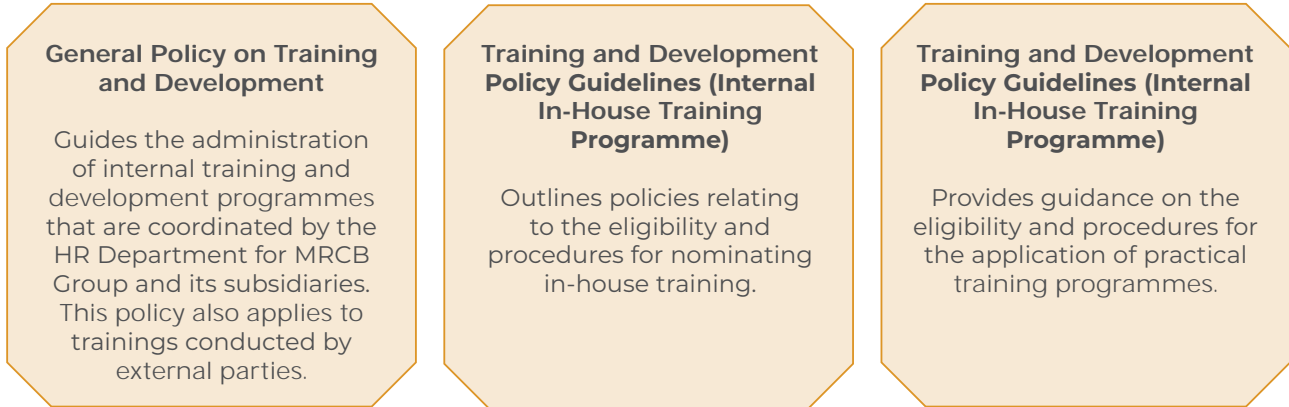 General Policy on Training
and Development
Guides the administration
of internal training and
development programmes
that are coordinated by the
HR Department for MRCB
Group and its subsidiaries.
This policy also applies to
trainings conducted by
external parties.
Training and Development
Policy Guidelines (Internal
In-House Training
Programme)
Outlines policies relating
to the eligibility and
procedures for nominating
in-house training.
Training and Development
Policy Guidelines (Internal
In-House Training
Programme)
Provides guidance on the
eligibility and procedures for
the application of practical
training programmes.